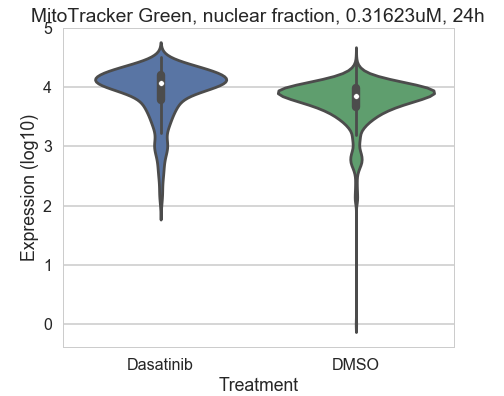 MitoTracker Green, nuclear fraction, 0.31623uM, 24h
5
4
3
2
1
0
Expression (log10)
Dasatinib
DMSO
Treatment